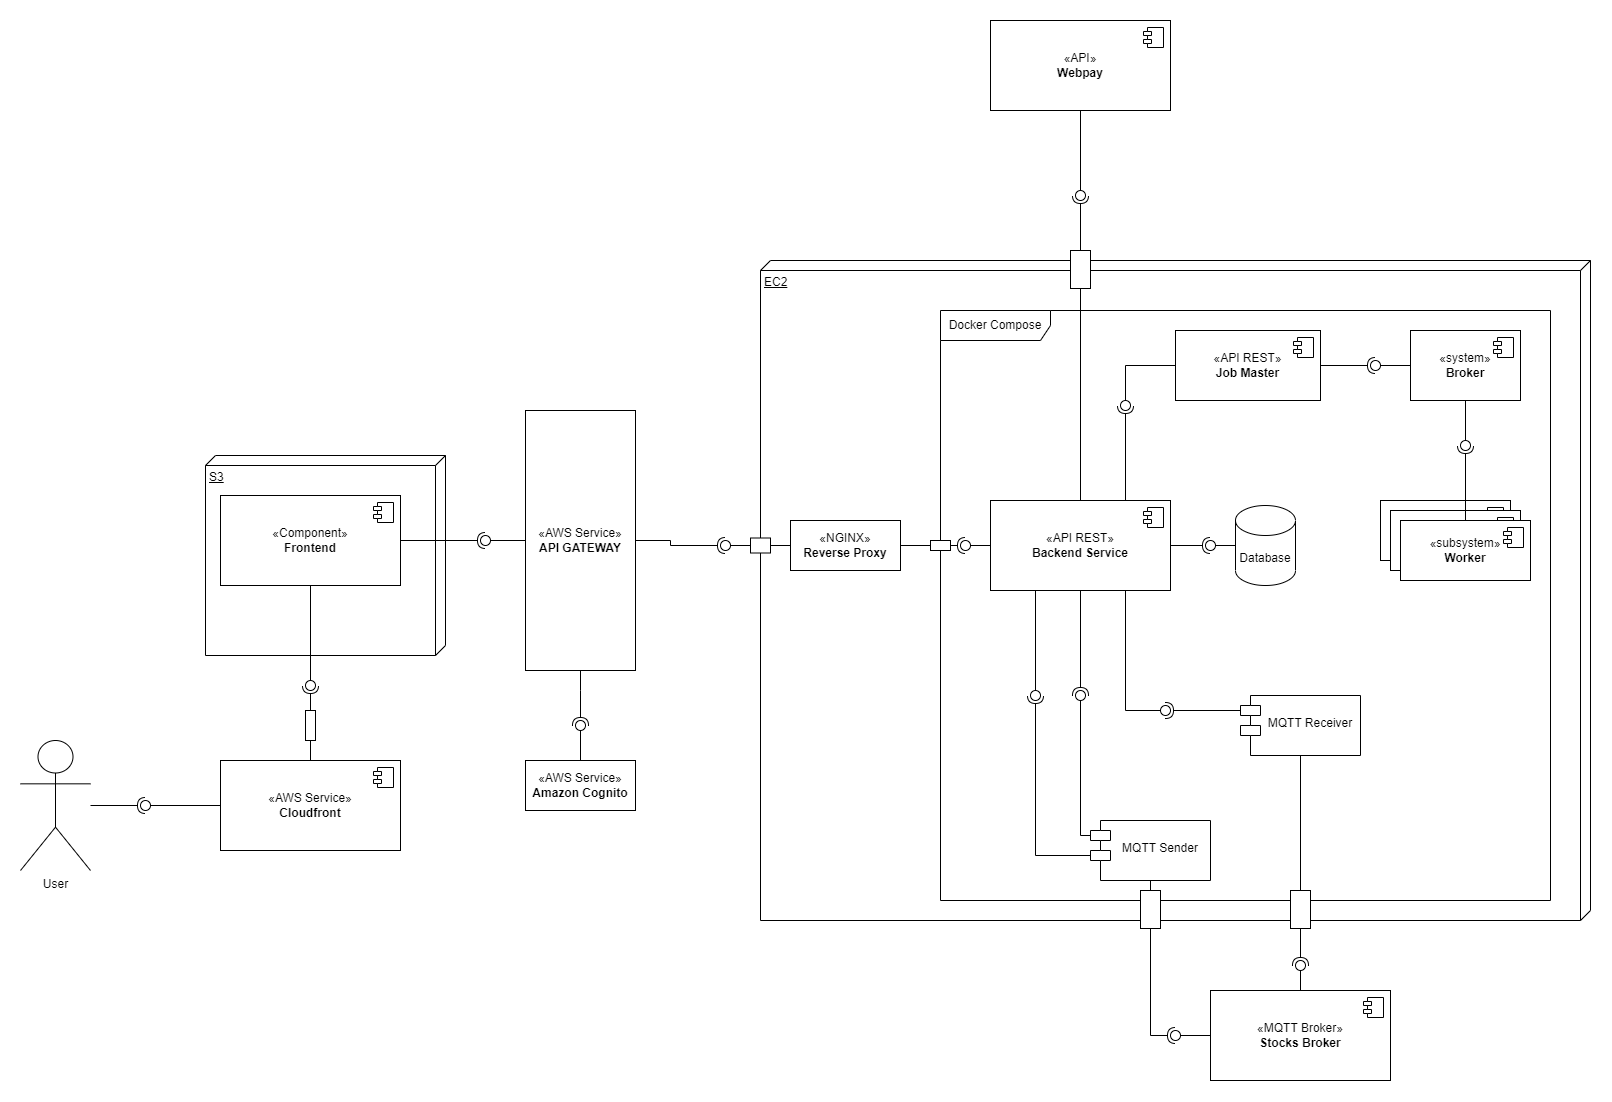 «API»
Webpay
EC2
Docker Compose
«API REST»
Job Master
«system»
Broker
S3
«Component»
Frontend
«AWS Service»
API GATEWAY
«NGINX»
Reverse Proxy
«API REST»
Backend Service
Database
«subsystem»
Worker
MQTT Receiver
«AWS Service»
Cloudfront
«AWS Service»
Amazon Cognito
MQTT Sender
User
«MQTT Broker»
Stocks Broker